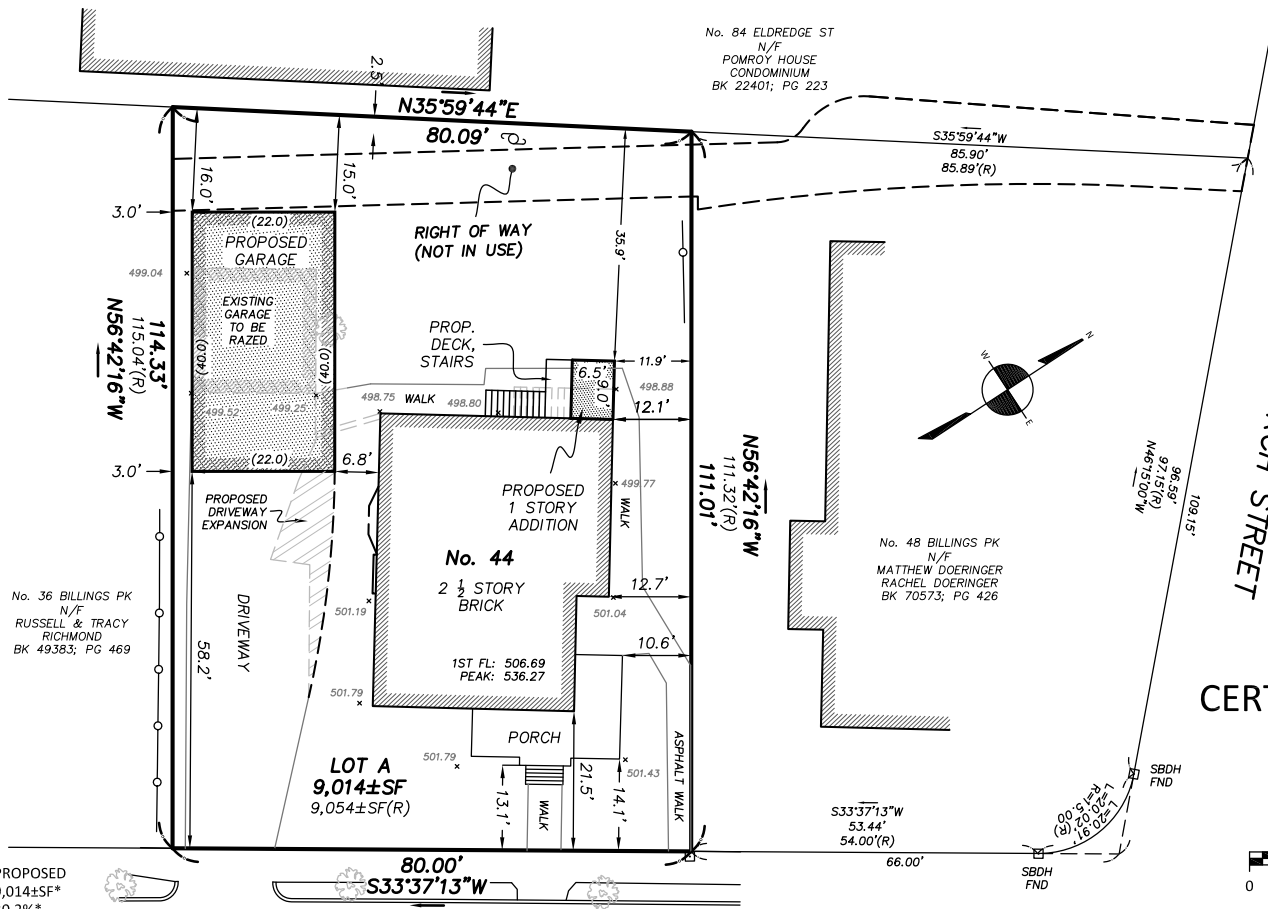 No. 84 ELDREDGE ST
N/F
POMROY HOUSE
CONDOMINIUM
BK 22401; PG 223
2.5'
N35°59'44"E
80.09'
S35°59'44"W
85.90'
85.89'(R)
16.0'
15.0'
3.0'
(22.0)
PROPOSED
GARAGE
RIGHT OF WAY
(NOT IN USE)
35.9'
499.04
EXISTING
GARAGE
TO BE
RAZED
(40.0)
(40.0)
114.33'
115.04'(R)
N56°42'16"W
PROP.
DECK,
STAIRS
11.9'
6.5'
9.0'
498.88
12.1'
498.75
WALK
498.80
499.52
499.25
N
W
E
(22.0)
3.0'
6.8'
PROPOSED
DRIVEWAY
EXPANSION
PROPOSED
1 STORY
ADDITION
499.77
WALK
N56°42'16"W
111.32'(R)
111.01'
96.59'
97.15'(R)
N46°15'00"W
109.15'
STREET
No. 44
2 ½ STORY
BRICK
No. 48 BILLINGS PK
N/F
MATTHEW DOERINGER
RACHEL DOERINGER
BK 70573; PG 426
No. 36 BILLINGS PK
N/F
RUSSELL & TRACY
RICHMOND
BK 49383; PG 469
DRIVEWAY
58.2'
501.19
12.7'
501.04
10.6'
1ST FL: 506.69
PEAK: 536.27
501.79
CERT
PORCH
501.79
501.43
ASPHALT WALK
LOT A
9,014±SF
9,054±SF(R)
13.1'
WALK
21.5'
14.1'
SBDH
FND
L=20.91'
L=20.02'(R)
R=15.00'
S33°37'13"W
53.44'
54.00'(R)
66.00'
SBDH
FND
80.00'
S33°37'13"W
PROPOSED
9,014±SF*
0